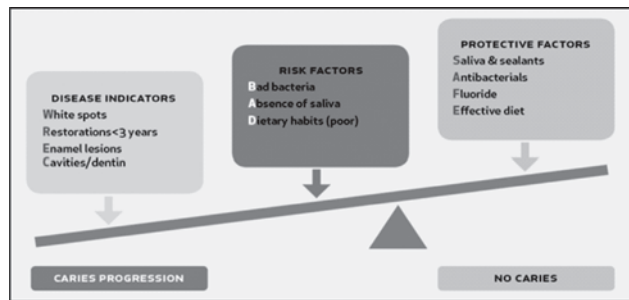 DISEASE INDICATORS
White spots
Restorations<3 years
Enamel lesions
Cavities/dentin
RISK FACTORS
Bad bacteria
Absence of saliva
Dietary habits (poor)
PROTECTIVE FACTORS
Saliva & sealants
Antibacterials
Fluoride
Effective diet
CARIES PROGRESSION
NO CARIES